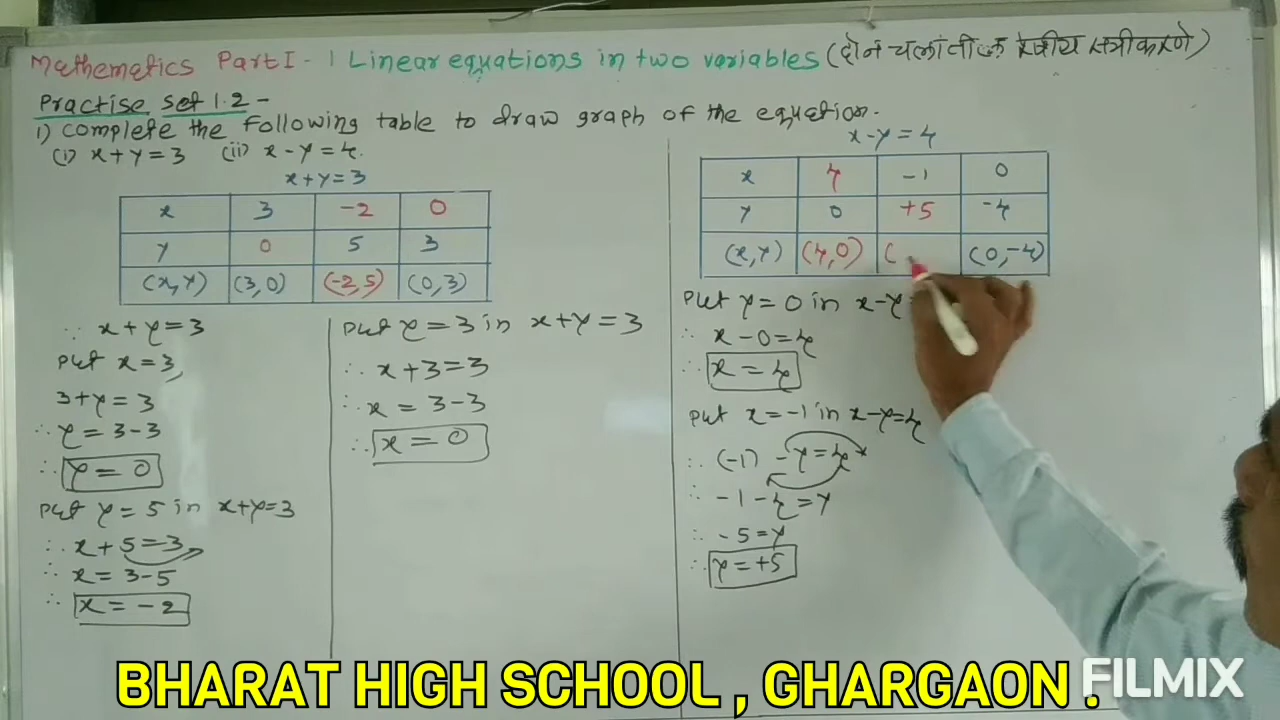 Mathematics Part I - 1 Linear equations in two variables (दोन चलांतील रेषीय समीकरणे)
Practise Set 1.2 -
1) complete the following table to draw graph of the equation.
(i) x + y = 3 (ii) x - y = 4.
x + y = 3
x 3 -2 0
y 0 5 3
(x, y) (3, 0) (-2, 5) (0, 3)
∴ x + y = 3
Put x = 3,
3 + y = 3
∴ y = 3 - 3
∴ y = 0
Put y = 5 in x + y = 3
∴ x + 5 = 3
∴ x = 3 - 5
∴ x = - 2
Put y = 3 in x + y = 3
∴ x + 3 = 3
∴ x = 3 - 3
∴ x = 0
x - y = 4
x 4 -1 0
y 0 +5 -4
(x, y) (4, 0) ( (0, -4)
Put y = 0 in x - y =
∴ x - 0 = 4
∴ x = 4
Put x = -1 in x - y = 4
∴ (-1) - y = 4
∴ -1 - 4 = y
∴ - 5 = y
∴ y = +5
BHARAT HIGH SCHOOL , GHARGAON .
FILMIX